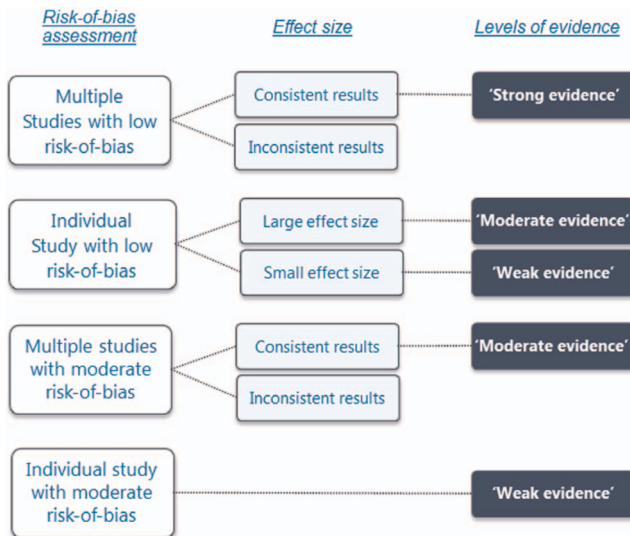 Risk-of-bias
assessment
Effect size
Levels of evidence
Multiple
Studies with low
risk-of-bias
Consistent results
'Strong evidence'
Inconsistent results
Individual
Study with low
risk-of-bias
Large effect size
'Moderate evidence'
Small effect size
'Weak evidence'
Multiple studies
with moderate
risk-of-bias
Consistent results
'Moderate evidence'
Inconsistent results
Individual study
with moderate
risk-of-bias
'Weak evidence'